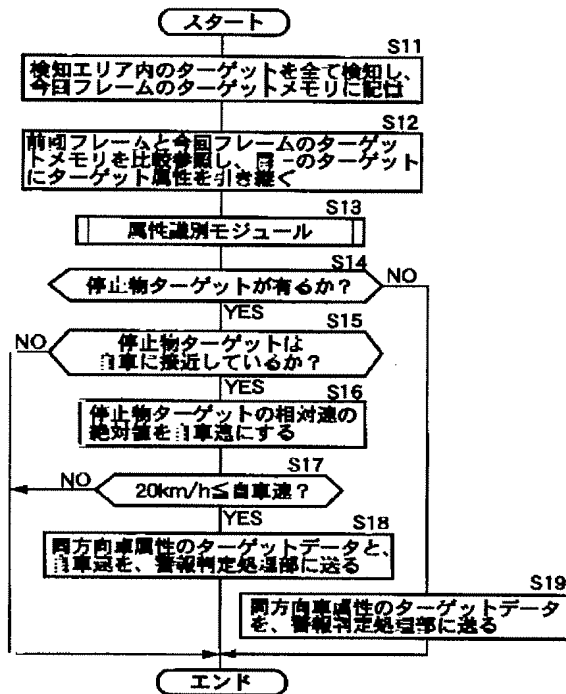 スタート
S11
検知エリア内のターゲットを全て検知し、
今回フレームのターゲットメモリに記憶
S12
前回フレームと今回フレームのターゲッ
トメモリを比較参照し、同一のターゲット
にターゲット属性を引き継ぐ
S13
属性識別モジュール
S14
停止物ターゲットが有るか？
NO
YES
S15
NO
停止物ターゲットは
自車に接近しているか？
YES
S16
停止物ターゲットの相対速の
絶対値を自車速にする
S17
NO
20km/h≦自車速？
YES
S18
同方向車属性のターゲットデータと、
自車速を、警報判定処理部に送る
S19
同方向車属性のターゲットデータ
を、警報判定処理部に送る
エンド